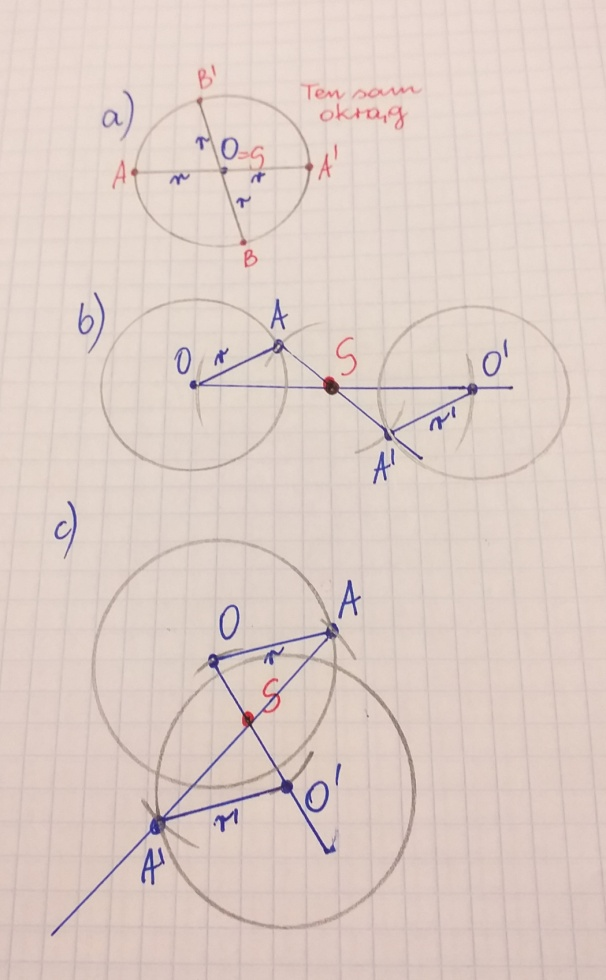 a)
B'
Ten sam
okrąg
r
O=S
A
r
r
A'
r
B
b)
A
O
r
S
O'
r'
A'
c)
O
A
r
S
O'
r'
A'